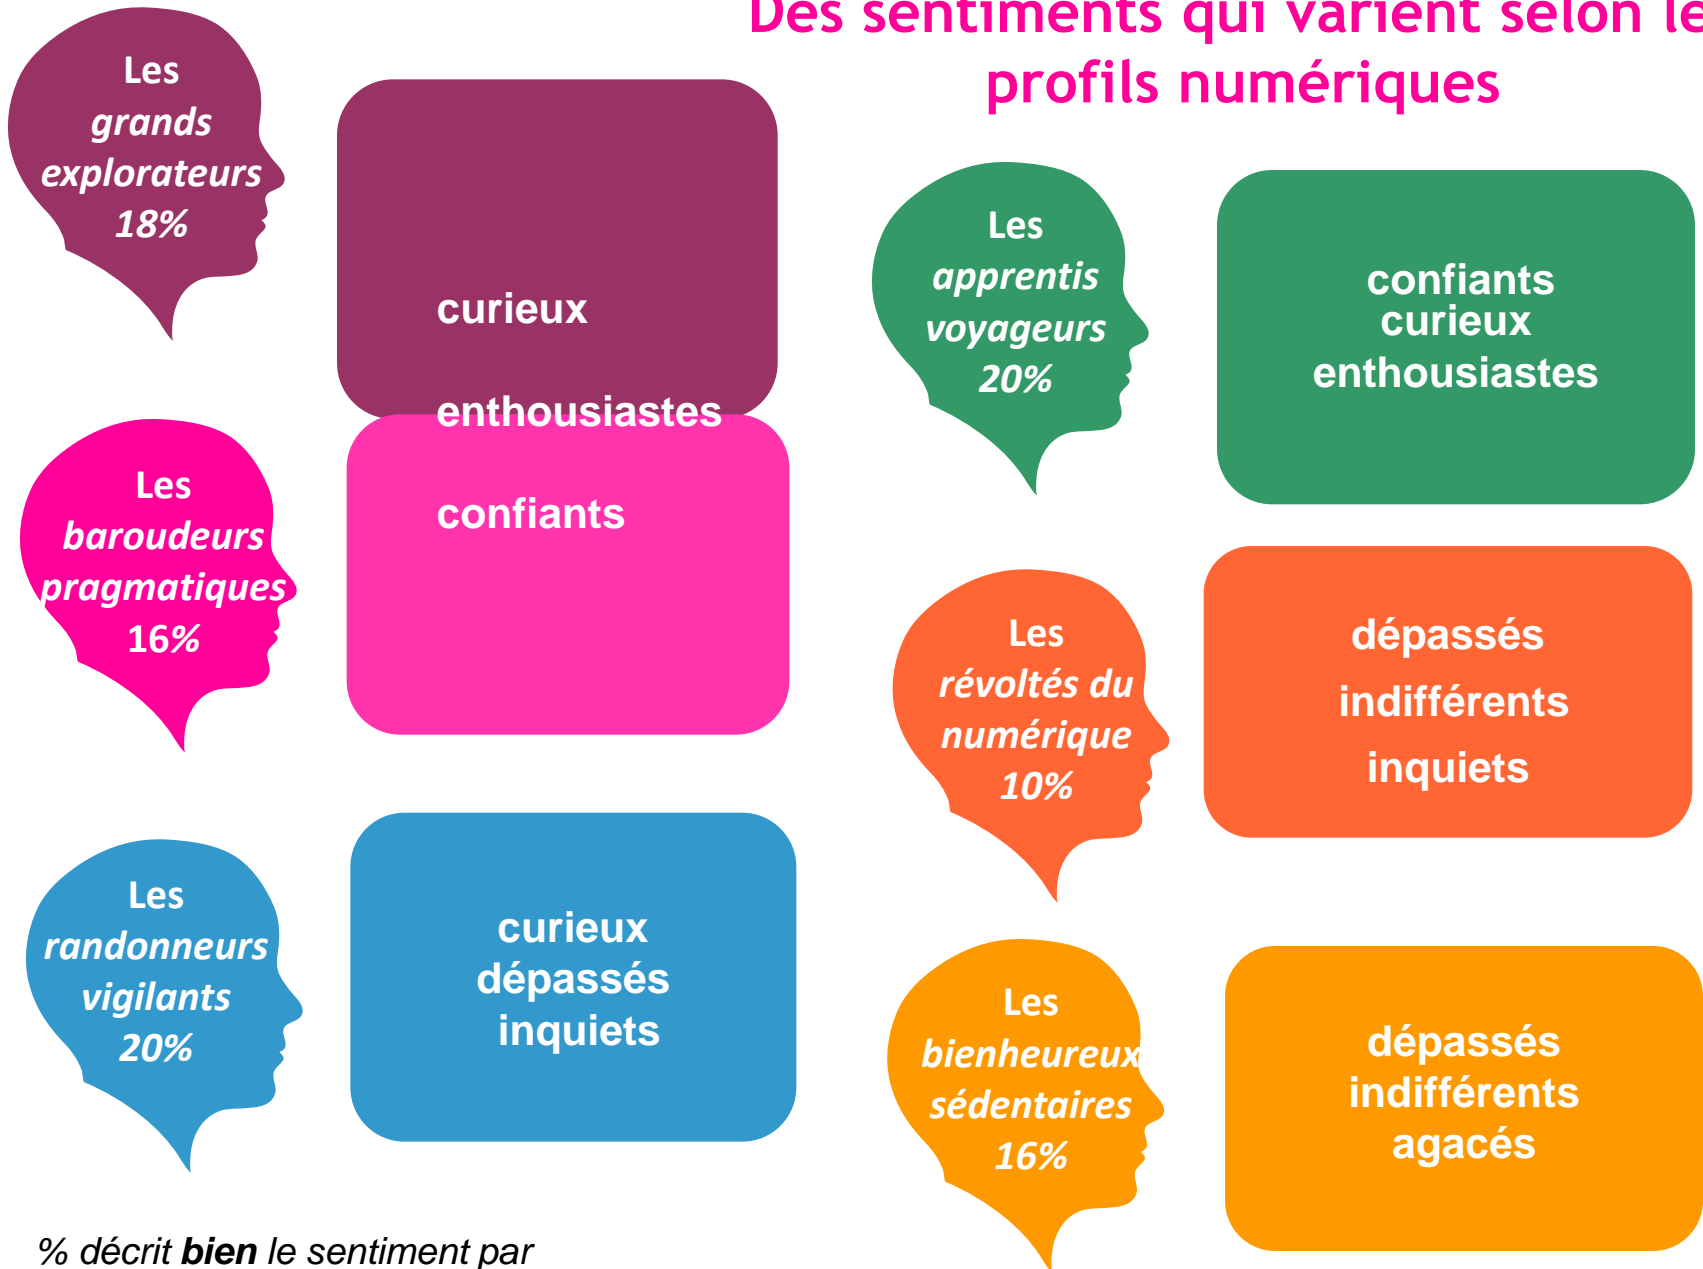 Des sentiments qui varient selon le
profils numériques
Les
grands
explorateurs
18%
curieux
enthousiastes
confiants
Les
baroudeurs
pragmatiques
16%
Les
randonneurs
vigilants
20%
curieux
dépassés
inquiets
Les
apprentis
voyageurs
20%
confiants
curieux
enthousiastes
Les
révoltés du
numérique
10%
dépassés
indifférents
inquiets
Les
bienheureux
sédentaires
16%
dépassés
indifférents
agacés
% décrit bien le sentiment par